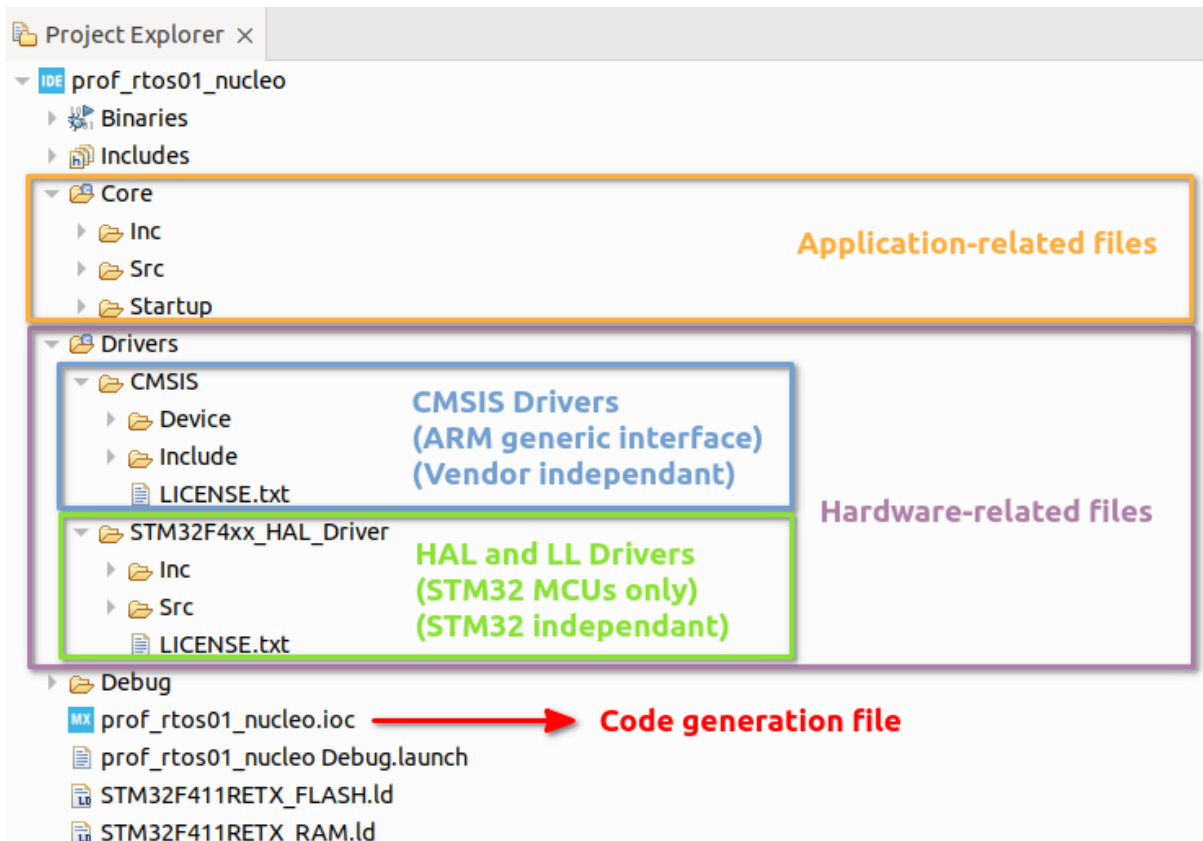 Project Explorer ×
IDE prof_rtos01_nucleo
Binaries
Includes
Core
Inc
Application-related files
Src
Startup
Drivers
CMSIS
CMSIS Drivers
Device
(ARM generic interface)
Include
(Vendor independant)
LICENSE.txt
Hardware-related files
STM32F4xx_HAL_Driver
HAL and LL Drivers
Inc
(STM32 MCUs only)
Src
(STM32 independant)
LICENSE.txt
Debug
MX prof_rtos01_nucleo.ioc
Code generation file
prof_rtos01_nucleo Debug.launch
STM32F411RETX_FLASH.ld
STM32F411RETX_RAM.ld